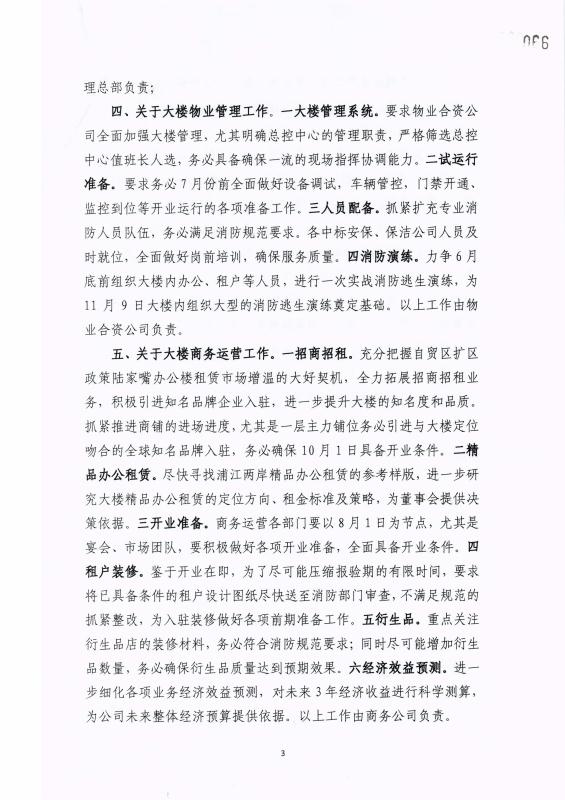 066
理总部负责；
四、关于大楼物业管理工作。一大楼管理系统。要求物业合资公
司全面加强大楼管理，尤其明确总控中心的管理职责，严格筛选总控
中心值班长人选，务必具备确保一流的现场指挥协调能力。二试运行
准备。要求务必7月份前全面做好设备调试，车辆管控，门禁开通、
监控到位等开业运行的各项准备工作。三人员配备。抓紧扩充专业消
防人员队伍，务必满足消防规范要求。各中标安保、保洁公司人员及
时就位，全面做好岗前培训，确保服务质量。四消防演练。力争6月
底前组织大楼内办公、租户等人员，进行一次实战消防逃生演练，为
11月9日大楼内组织大型的消防逃生演练奠定基础。以上工作由物
业合资公司负责。
五、关于大楼商务运营工作。一招商招租。充分把握自贸区扩区
政策陆家嘴办公楼租赁市场增温的大好契机，全力拓展招商招租业
务，积极引进知名品牌企业入驻，进一步提升大楼的知名度和品质。
抓紧推进商铺的进场进度，尤其是一层主力铺位务必引进与大楼定位
吻合的全球知名品牌入驻，务必确保10月1日具备开业条件。二精
品办公租赁。尽快寻找浦江两岸精品办公租赁的参考样版，进一步研
究大楼精品办公租赁的定位方向、租金标准及策略，为董事会提供决
策依据。三开业准备。商务运营各部门要以8月1日为节点，尤其是
宴会、市场团队，要积极做好各项开业准备，全面具备开业条件。四
租户装修。鉴于开业在即，为了尽可能压缩报验期的有限时间，要求
将已具备条件的租户设计图纸尽快送至消防部门审查，不满足规范的
抓紧整改，为入驻装修做好各项前期准备工作。五衍生品。重点关注
衍生品店的装修材料，务必符合消防规范要求；同时尽可能增加衍生
品数量，务必确保衍生品质量达到预期效果。六经济效益预测。进一
步细化各项业务经济效益预测，对未来3年经济收益进行科学测算，
为公司未来整体经济预算提供依据。以上工作由商务公司负责。
3